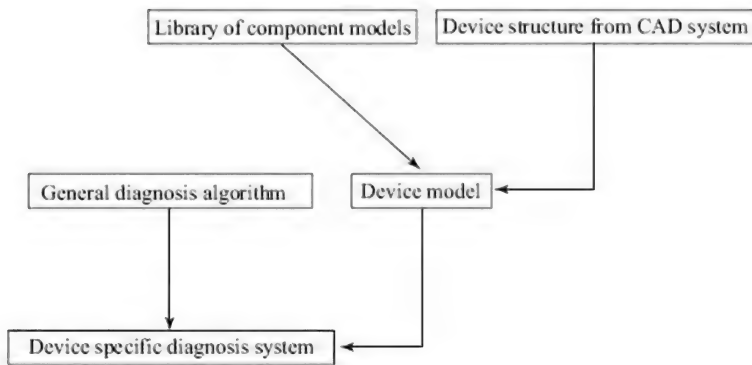 Library of component models
Device structure from CAD system
General diagnosis algorithm
Device model
Device specific diagnosis system